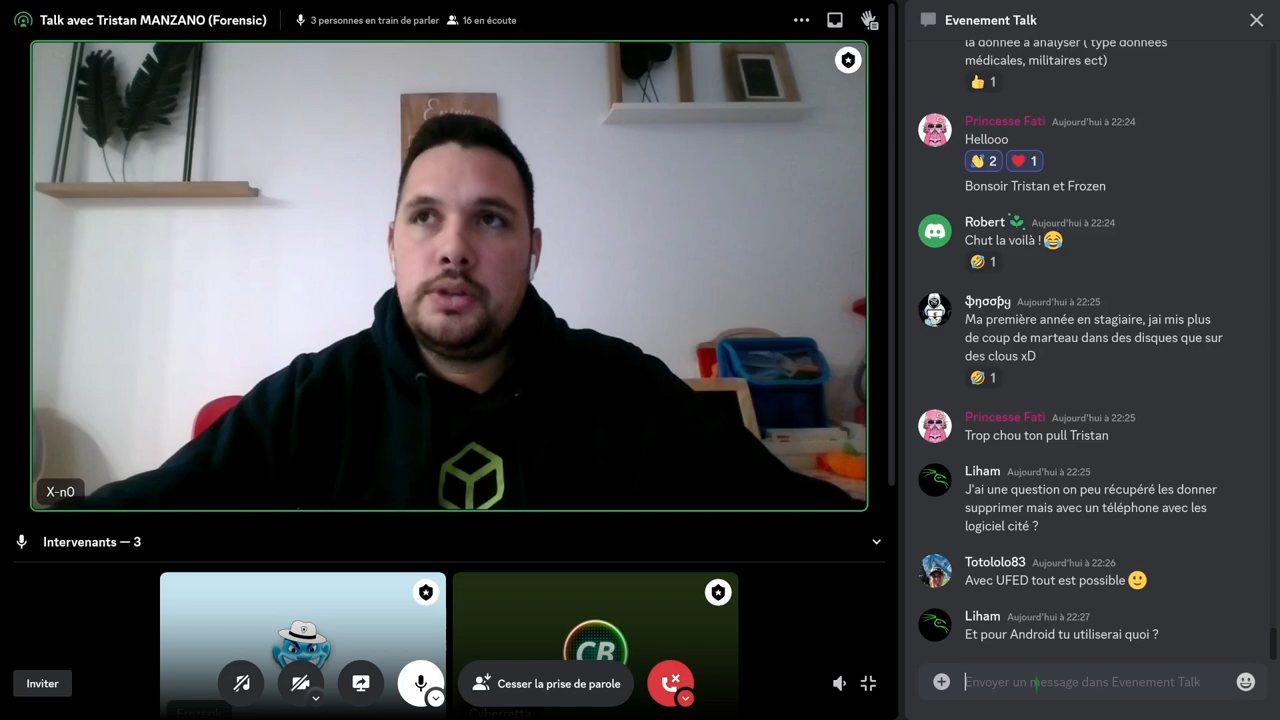 Talk avec Tristan MANZANO (Forensic)
3 personnes en train de parler
16 en écoute
X-n0
Intervenants — 3
CB
Inviter
Cesser la prise de parole
Evenement Talk
la donnée à analyser ( type données
médicales, militaires ect)
👍 1
Princesse Fati Aujourd'hui à 22:24
Hellooo
👋 2 ❤️ 1
Bonsoir Tristan et Frozen
Robert Aujourd'hui à 22:24
Chut la voilà ! 😂
🤣 1
Aujourd'hui à 22:25
Ma première année en stagiaire, jai mis plus
de coup de marteau dans des disques que sur
des clous xD
🤣 1
Princesse Fati Aujourd'hui à 22:25
Trop chou ton pull Tristan
Liham Aujourd'hui à 22:25
J'ai une question on peu récupéré les donner
supprimer mais avec un téléphone avec les
logiciel cité ?
Totololo83 Aujourd'hui à 22:26
Avec UFED tout est possible 🙂
Liham Aujourd'hui à 22:27
Et pour Android tu utiliserai quoi ?
Envoyer un message dans Evenement Talk